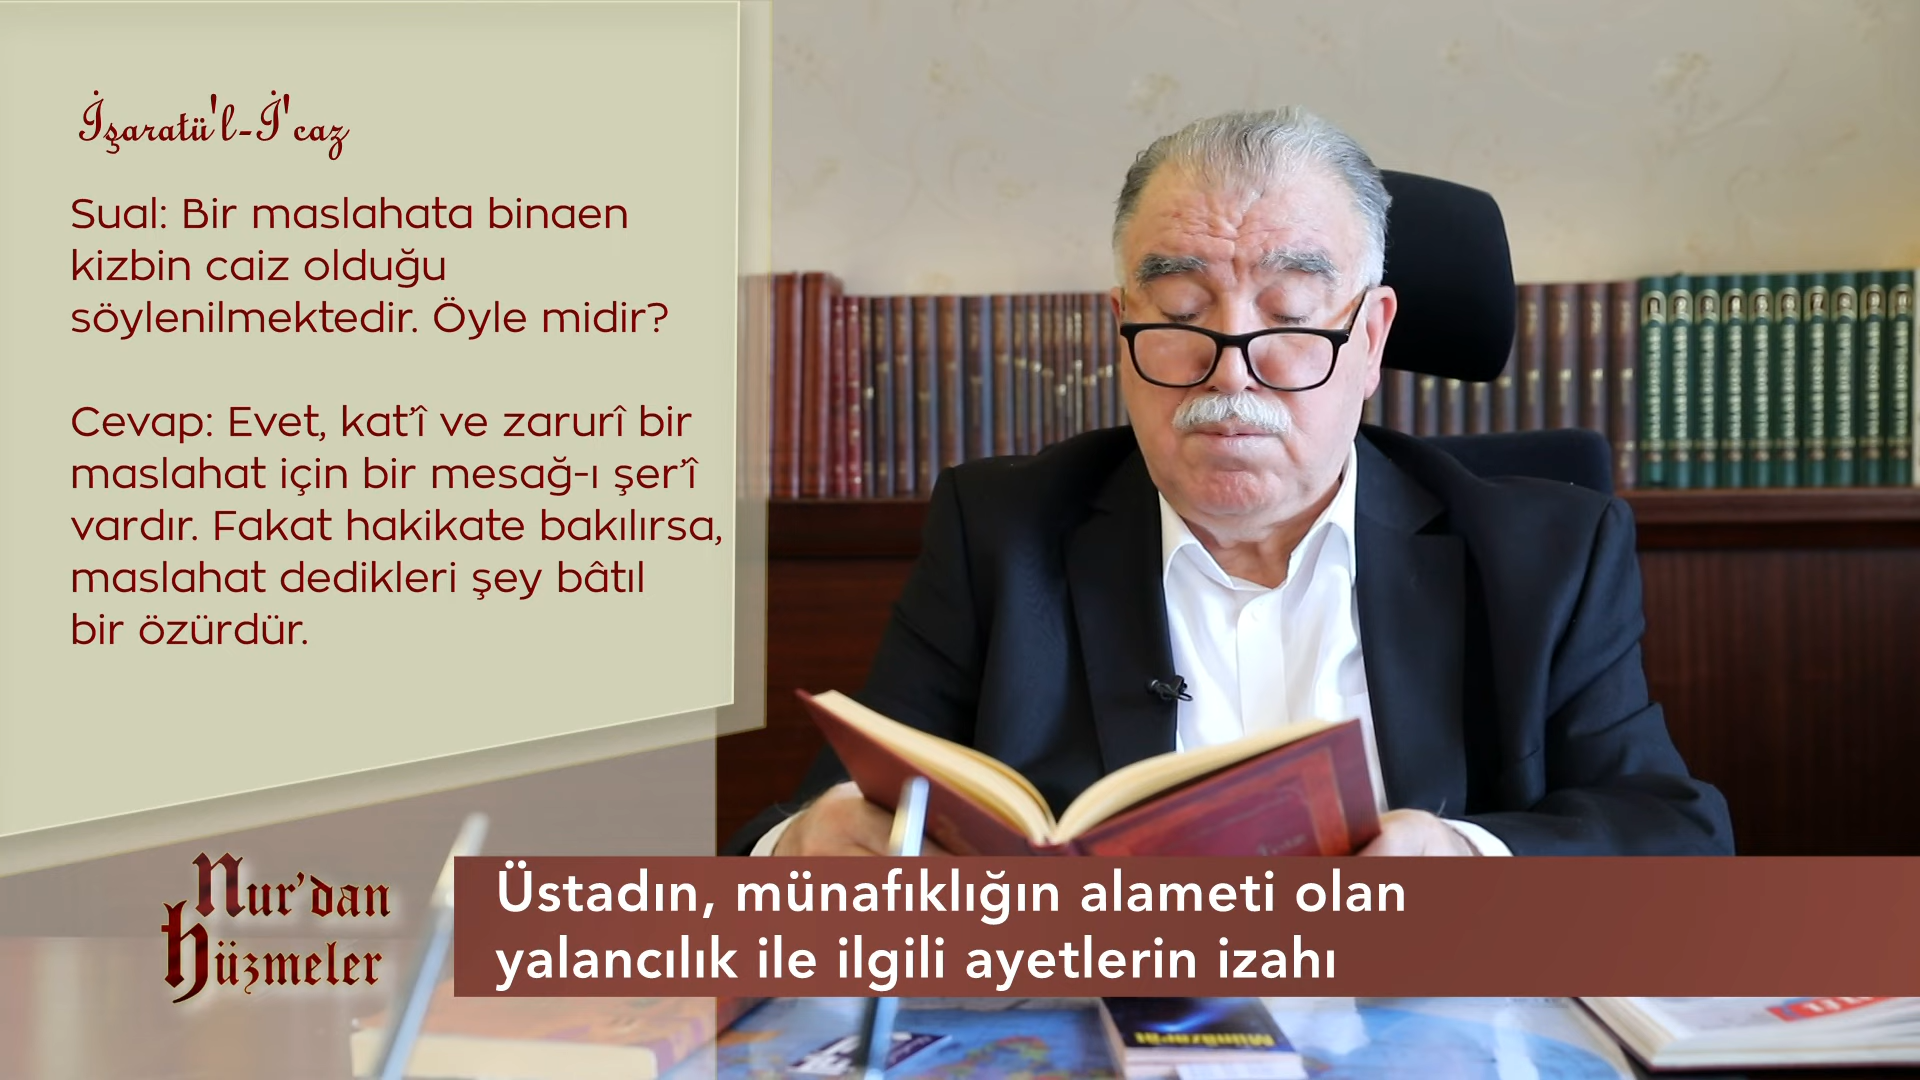 İşaratü'l-İ'caz
Sual: Bir maslahata binaen
kizbin caiz olduğu
söylenilmektedir. Öyle midir?
Cevap: Evet, kat'î ve zarurî bir
maslahat için bir mesağ-ı şer'î
vardır. Fakat hakikate bakılırsa,
maslahat dedikleri şey bâtıl
bir özürdür.
Nur'dan
Hüzmeler
Üstadın, münafıklığın alameti olan
yalancılık ile ilgili ayetlerin izahı
Münâzarât